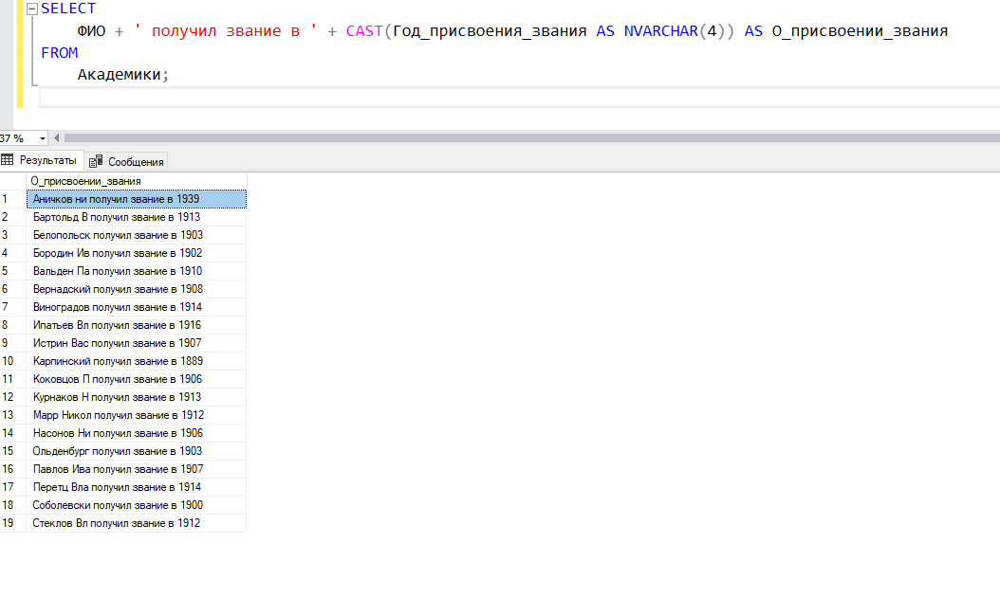 SELECT
ФИО + ' получил звание в ' + CAST(Год_присвоения_звания AS NVARCHAR(4)) AS О_присвоении_звания
FROM
Академики;
37 %
Результаты Сообщения
О_присвоении_звания
1 Аничков ни получил звание в 1939
2 Бартольд В получил звание в 1913
3 Белопольск получил звание в 1903
4 Бородин Ив получил звание в 1902
5 Вальден Па получил звание в 1910
6 Вернадский получил звание в 1908
7 Виноградов получил звание в 1914
8 Ипатьев Вл получил звание в 1916
9 Истрин Вас получил звание в 1907
10 Карпинский получил звание в 1889
11 Коковцов П получил звание в 1906
12 Курнаков Н получил звание в 1913
13 Марр Никол получил звание в 1912
14 Насонов Ни получил звание в 1906
15 Ольденбург получил звание в 1903
16 Павлов Ива получил звание в 1907
17 Перетц Вла получил звание в 1914
18 Соболевски получил звание в 1900
19 Стеклов Вл получил звание в 1912